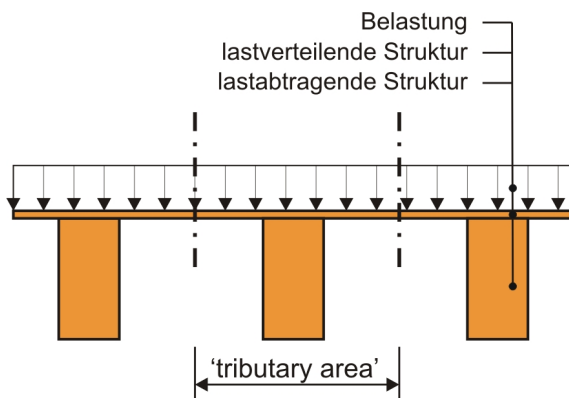 Belastung
lastverteilende Struktur
lastabtragende Struktur
‘tributary area’